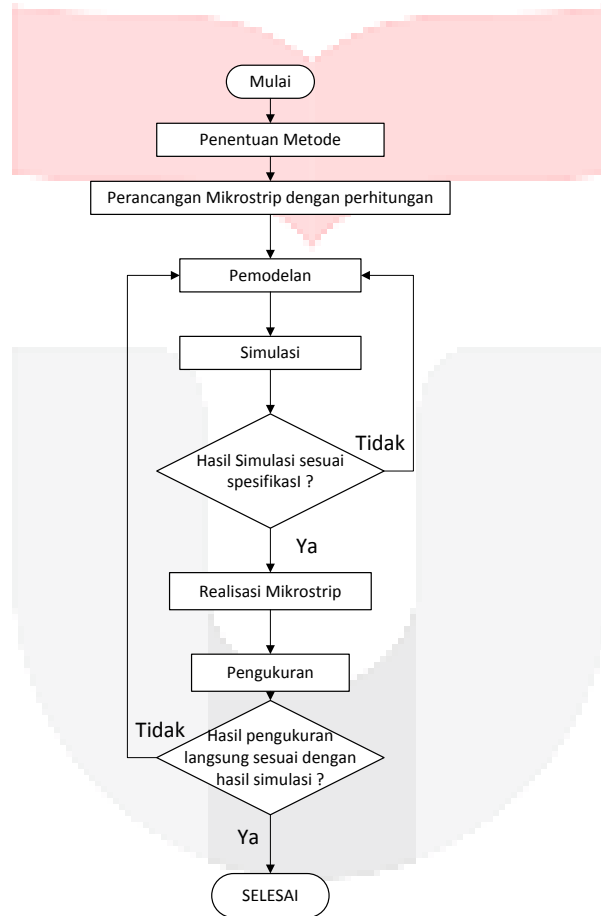 Mulai
Penentuan Metode
Perancangan Mikrostrip dengan perhitungan
Pemodelan
Simulasi
Tidak
Hasil Simulasi sesuai
spesifikasI ?
Ya
Realisasi Mikrostrip
Pengukuran
Tidak
Hasil pengukuran
langsung sesuai dengan
hasil simulasi ?
Ya
SELESAI